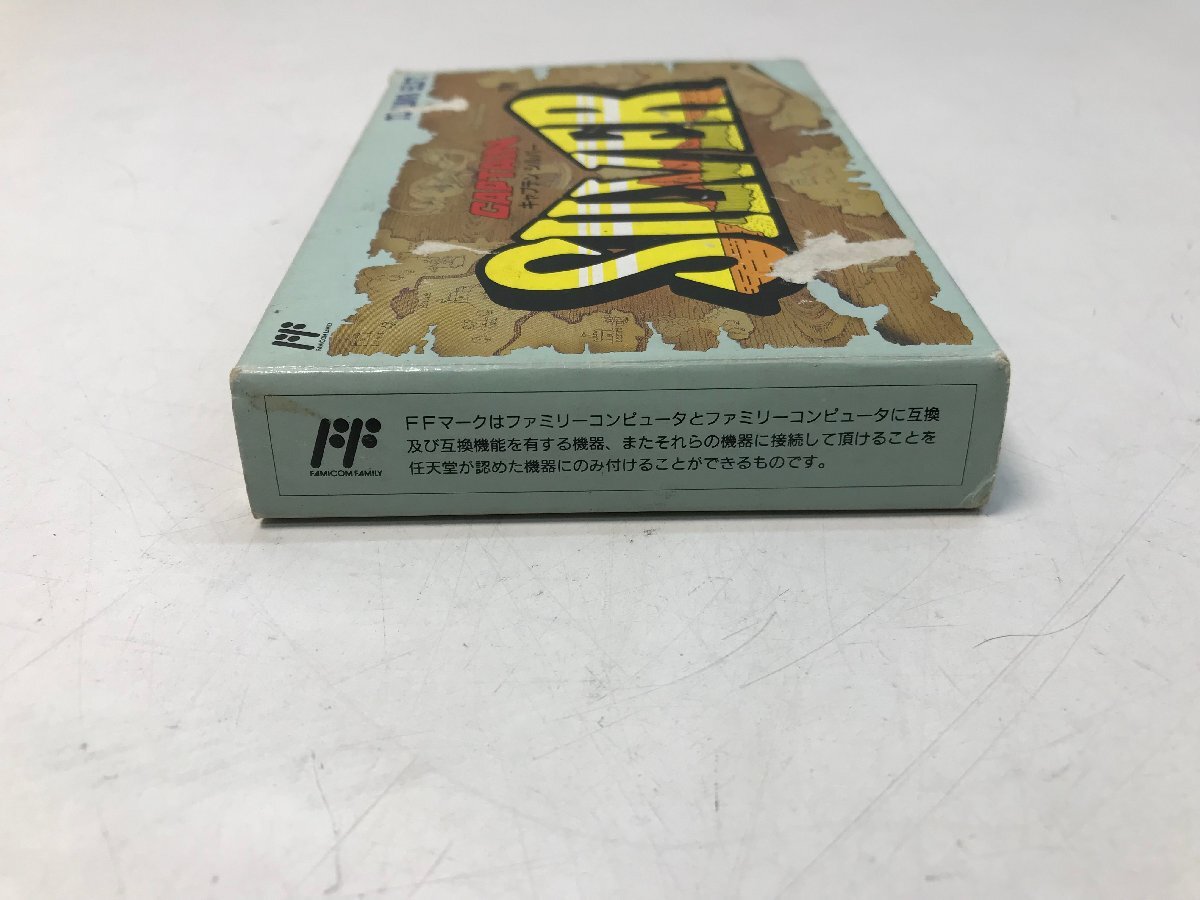 CAPTAIN
キャプテン シルバー
SILVER
FF
FAMICOM FAMILY
FFマークはファミリーコンピュータとファミリーコンピュータに互換
及び互換機能を有する機器、またそれらの機器に接続して頂けることを
任天堂が認めた機器にのみ付けることができるものです。